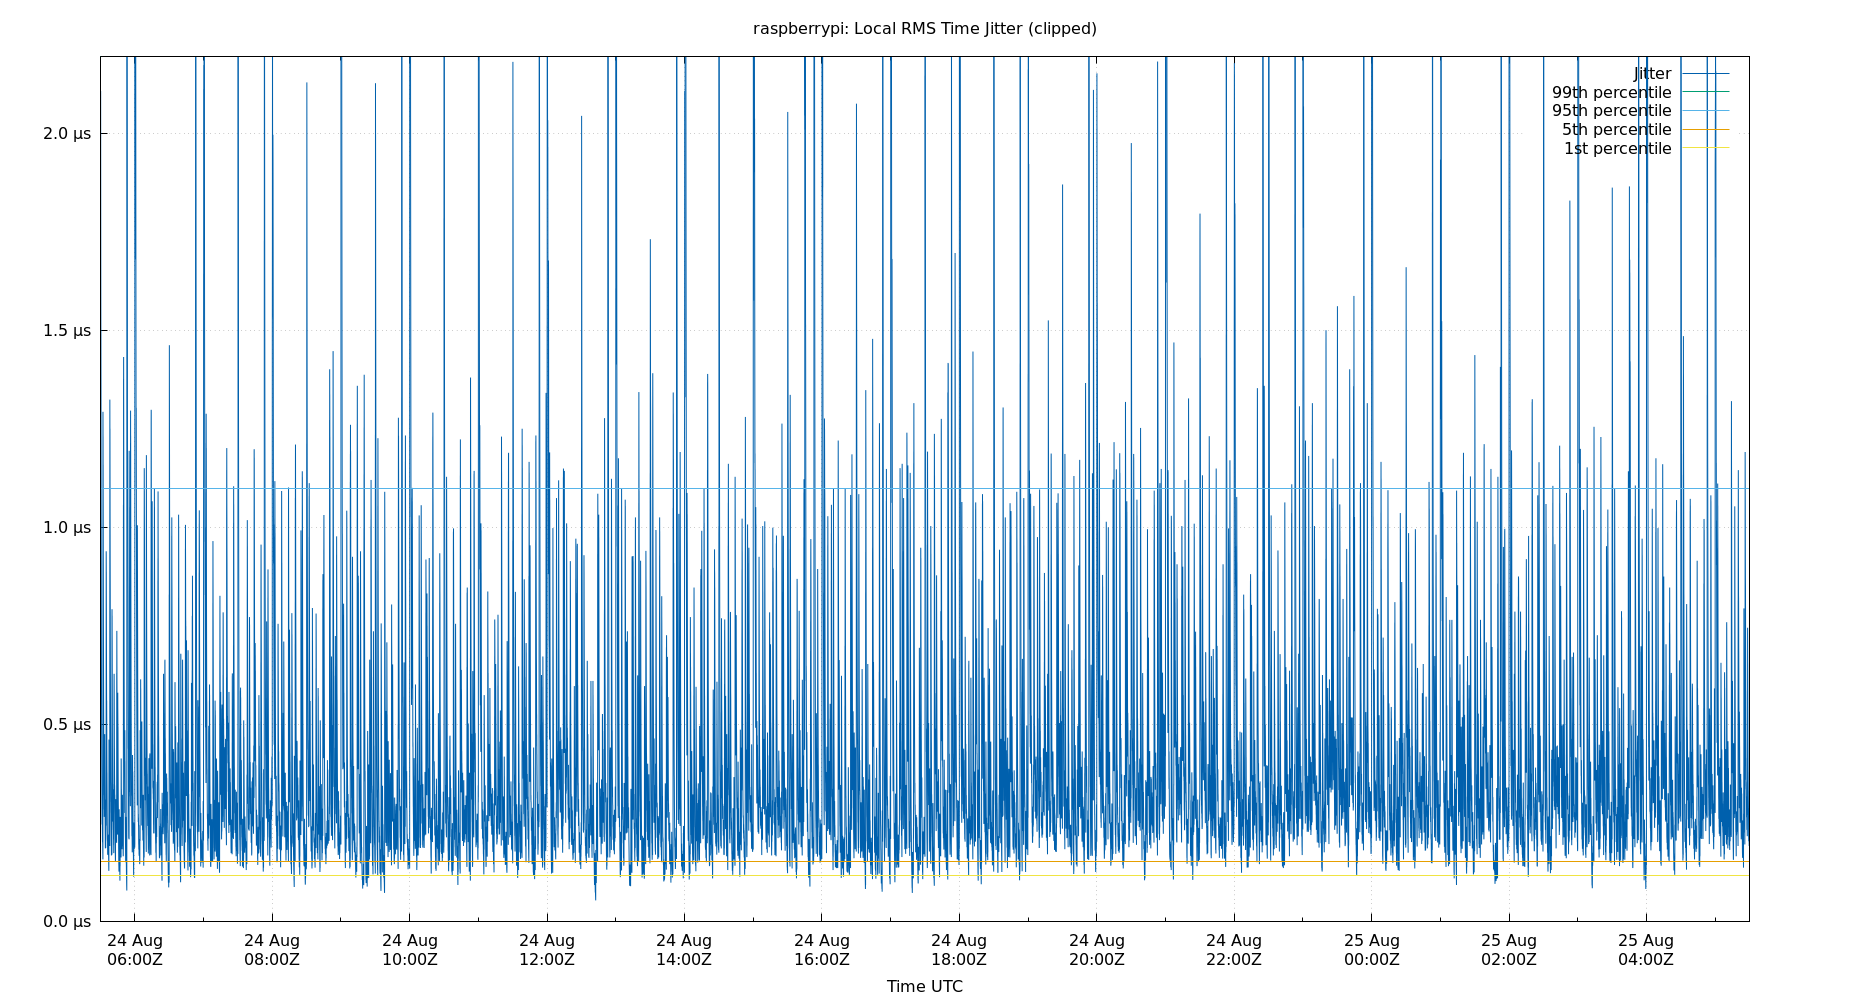 raspberrypi: Local RMS Time Jitter (clipped)
Jitter
99th percentile
95th percentile
5th percentile
1st percentile
2.0 µs
1.5 µs
1.0 µs
0.5 µs
0.0 µs
24 Aug 24 Aug 24 Aug 24 Aug 24 Aug 24 Aug 24 Aug 24 Aug 24 Aug 25 Aug 25 Aug 25 Aug
06:00Z 08:00Z 10:00Z 12:00Z 14:00Z 16:00Z 18:00Z 20:00Z 22:00Z 00:00Z 02:00Z 04:00Z
Time UTC